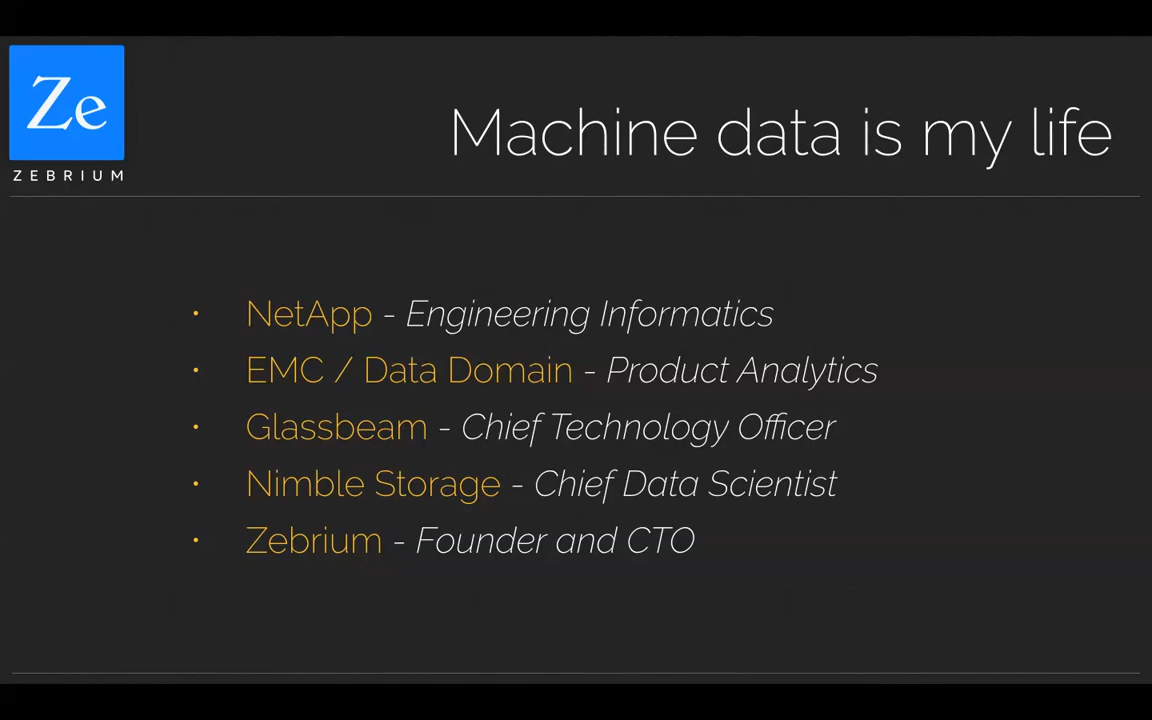 Ze
ZEBRIUM
Machine data is my life
• NetApp - Engineering Informatics
• EMC / Data Domain - Product Analytics
• Glassbeam - Chief Technology Officer
• Nimble Storage - Chief Data Scientist
• Zebrium - Founder and CTO